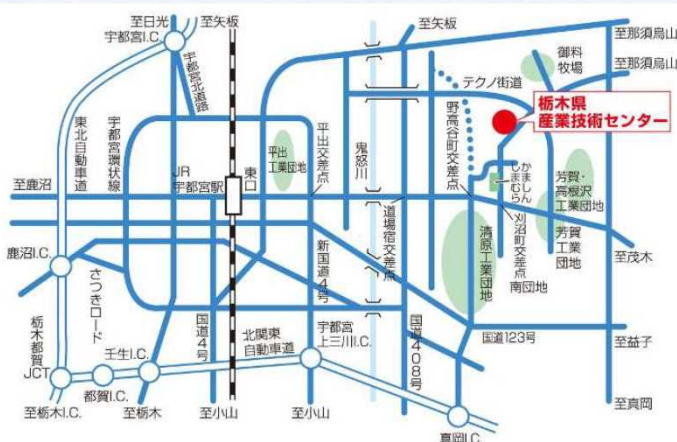 至日光
至矢板
宇都宮I.C.
宇都宮北道路
東北自動車道
宇都宮環状線
JR
宇都宮駅
東口
平出
工業団地
平出交差点
鬼怒川
至矢板
テクノ街道
野高谷町交差点
御料
牧場
至那須烏山
至那須烏山
栃木県
産業技術センター
かましん
しまむら
芳賀・
高根沢
工業団地
芳賀
工業
団地
至鹿沼
道場宿交差点
刈沼町交差点
南団地
清原工業団地
至茂木
鹿沼I.C.
さつきロード
新国道4号
国道4号
国道408号
国道123号
至益子
栃木都賀
JCT
都賀I.C.
壬生I.C.
北関東
自動車道
宇都宮
上三川I.C.
至栃木I.C.
至栃木
至小山
至小山
真岡I.C.
至真岡